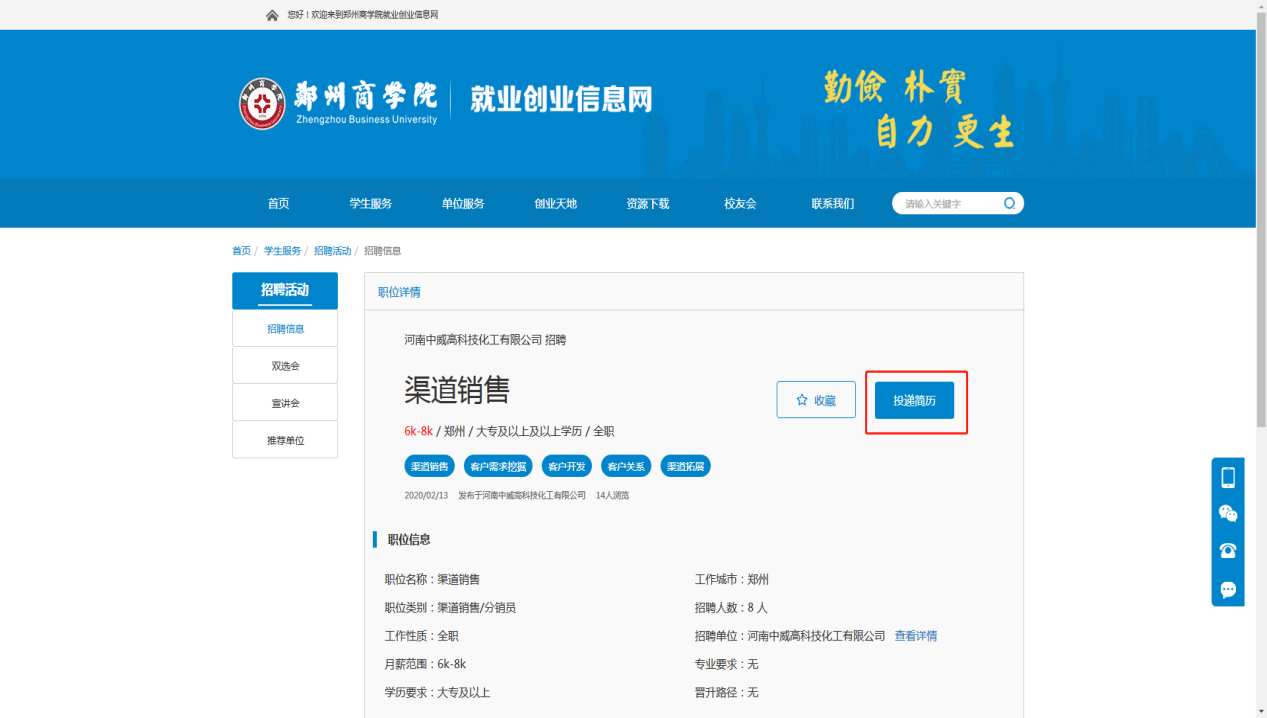 您好！欢迎来到郑州商学院就业创业信息网
郑州商学院
Zhengzhou Business University
就业创业信息网
勤儉 朴實
自力 更生
首页 学生服务 单位服务 创业天地 资源下载 校友会 联系我们 请输入关键字
首页 / 学生服务 / 招聘活动 / 招聘信息
招聘活动
招聘信息
双选会
宣讲会
推荐单位
职位详情
河南中威高科技化工有限公司 招聘
渠道销售
收藏 投递简历
6k-8k / 郑州 / 大专及以上及以上学历 / 全职
渠道销售 客户需求挖掘 客户开发 客户关系 渠道拓展
2020/02/13 发布于河南中威高科技化工有限公司 14人浏览
职位信息
职位名称：渠道销售 工作城市：郑州
职位类别：渠道销售/分销员 招聘人数：8 人
工作性质：全职 招聘单位：河南中威高科技化工有限公司 查看详情
月薪范围：6k-8k 专业要求：无
学历要求：大专及以上 晋升路径：无